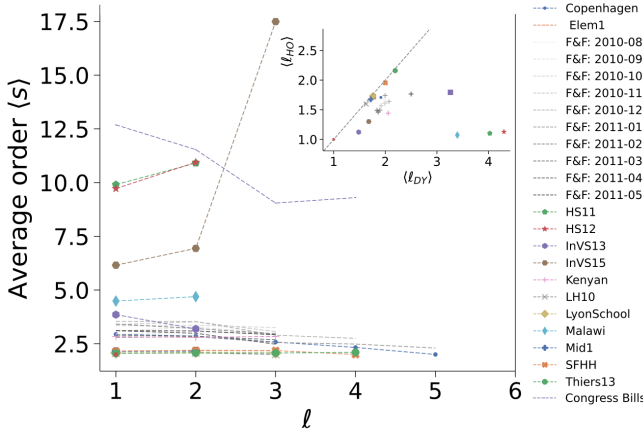 17.5
15.0
12.5
10.0
7.5
5.0
2.5
Average order ⟨s⟩
1 2 3 4 5 6
ℓ
2.5
2.0
1.5
1.0
⟨ℓ_HO⟩
1 2 3 4
⟨ℓ_DY⟩
Copenhagen
Elem1
F&F: 2010-08
F&F: 2010-09
F&F: 2010-10
F&F: 2010-11
F&F: 2010-12
F&F: 2011-01
F&F: 2011-02
F&F: 2011-03
F&F: 2011-04
F&F: 2011-05
HS11
HS12
InVS13
InVS15
Kenyan
LH10
LyonSchool
Malawi
Mid1
SFHH
Thiers13
Congress Bills